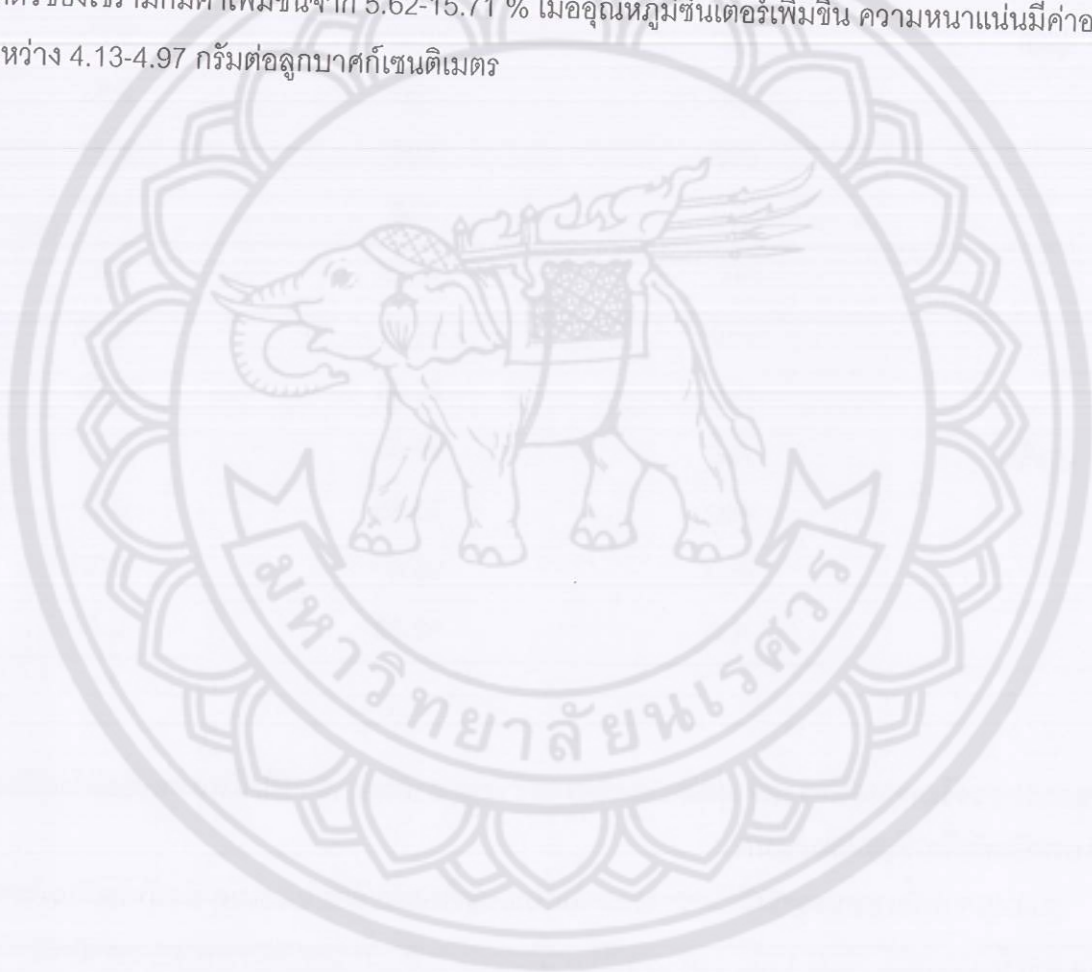 ของเซรามิกมีค่าเพิ่มขึ้นจาก 5.62-15.71 % เมื่ออุณหภูมิซินเตอร์เพิ่มขึ้น ความหนาแน่นมีค่า
หว่าง 4.13-4.97 กรัมต่อลูกบาศก์เซนติเมตร
มหาวิทยาลัยนเรศวร